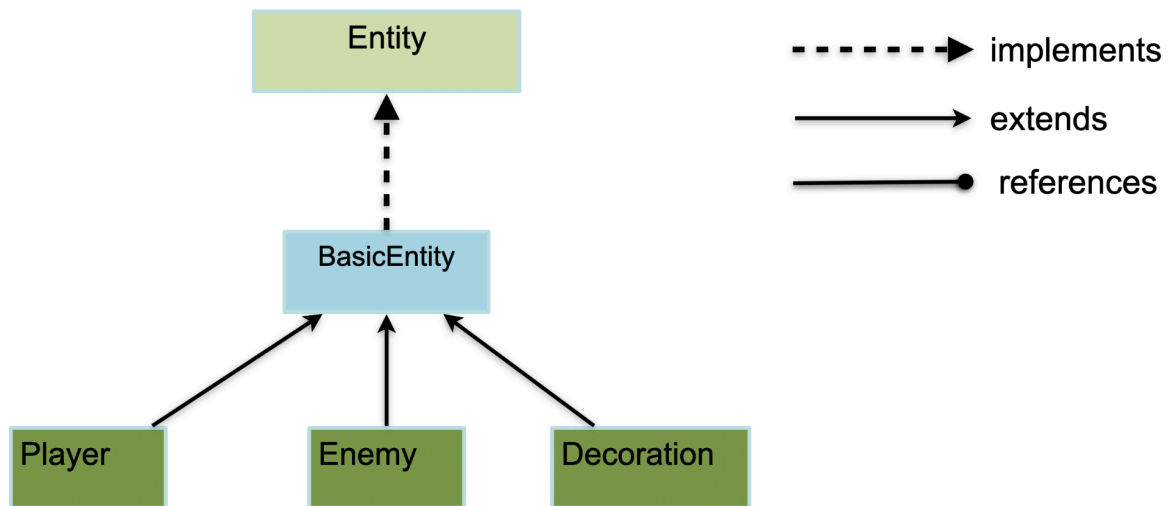 Entity
implements
extends
references
BasicEntity
Player
Enemy
Decoration